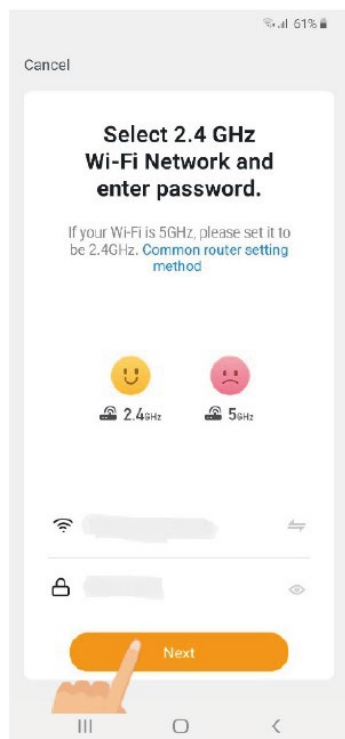 61%
Cancel
Select 2.4 GHz
Wi-Fi Network and
enter password.
If your Wi-Fi is 5GHz, please set it to
be 2.4GHz. Common router setting
method
2.4GHz 5GHz
Next